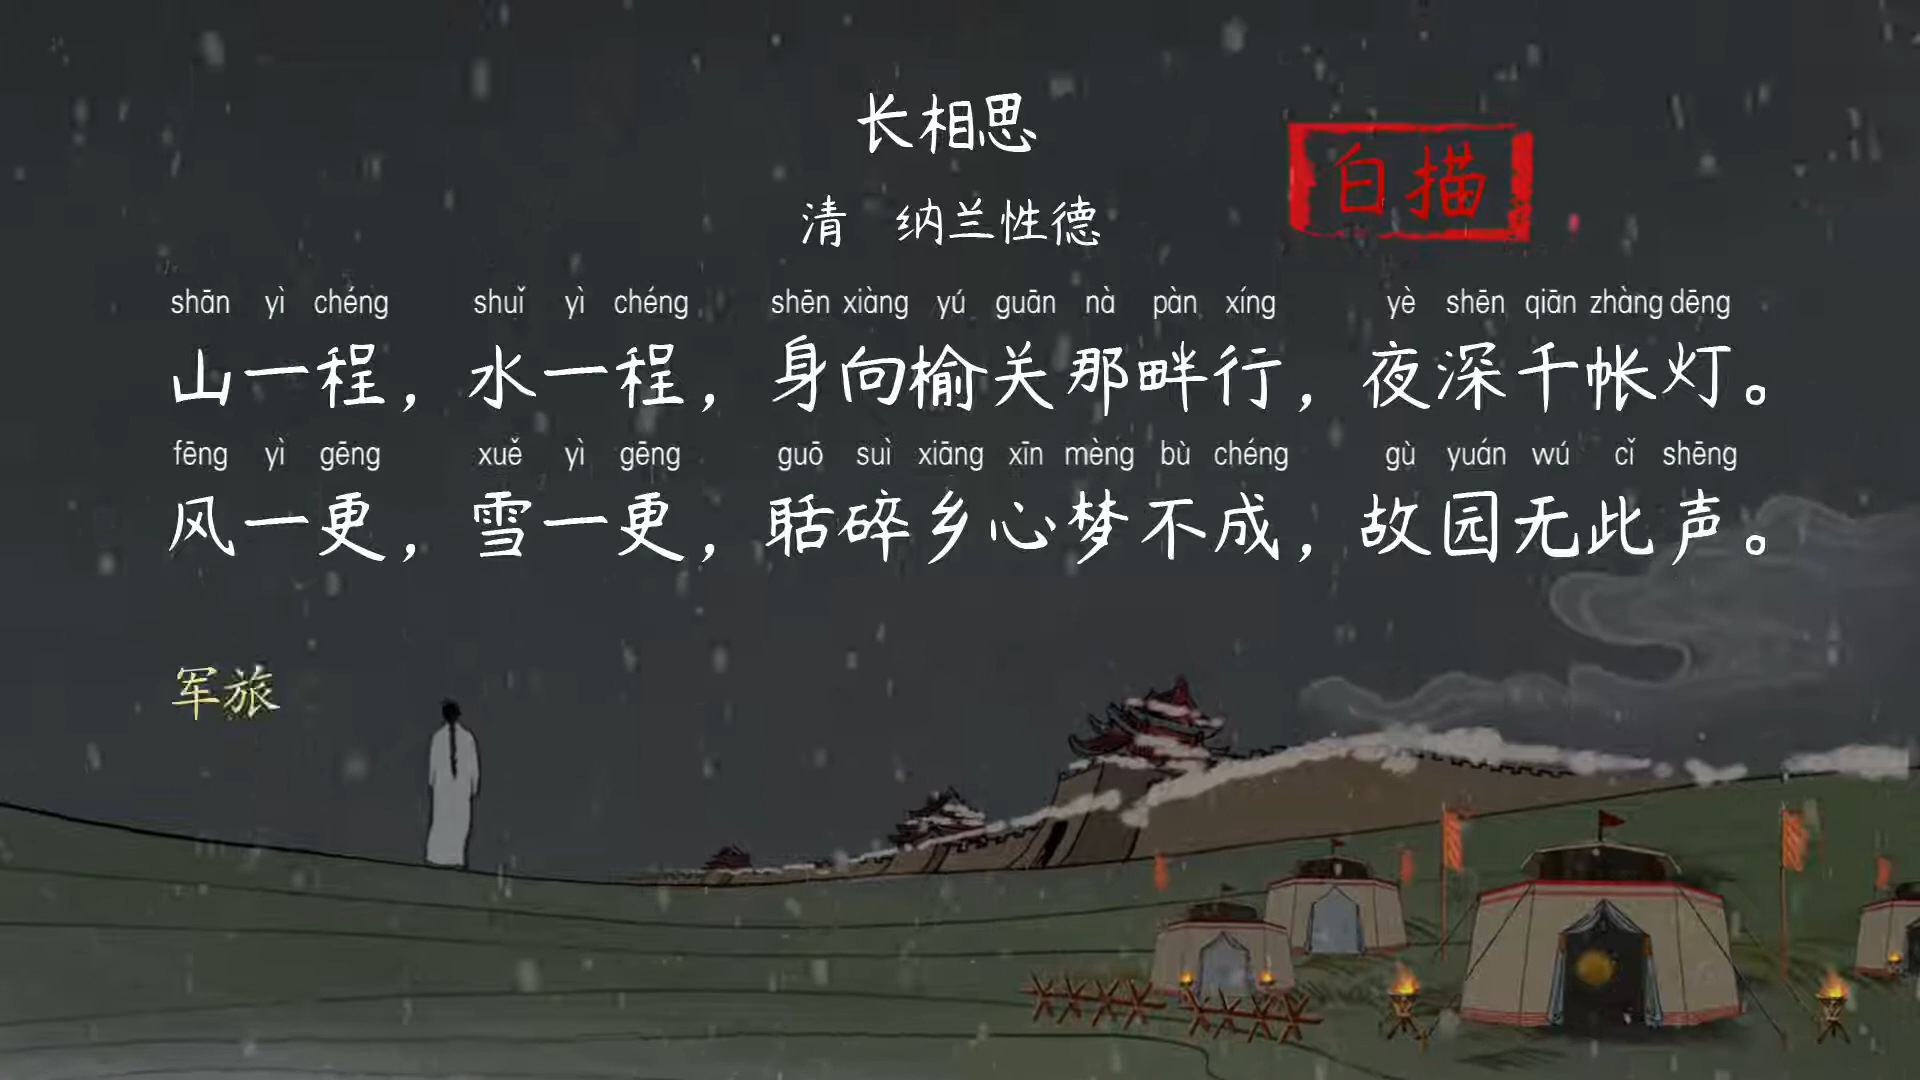 长相思
白描
清 纳兰性德
shān yì chéng shuǐ yì chéng shēn xiàng yú guān nà pàn xíng yè shēn qiān zhàng dēng
山一程，水一程，身向榆关那畔行，夜深千帐灯。
fēng yì gēng xuě yì gēng guō suì xiāng xīn mèng bù chéng gù yuán wú cǐ shēng
风一更，雪一更，聒碎乡心梦不成，故园无此声。
军旅